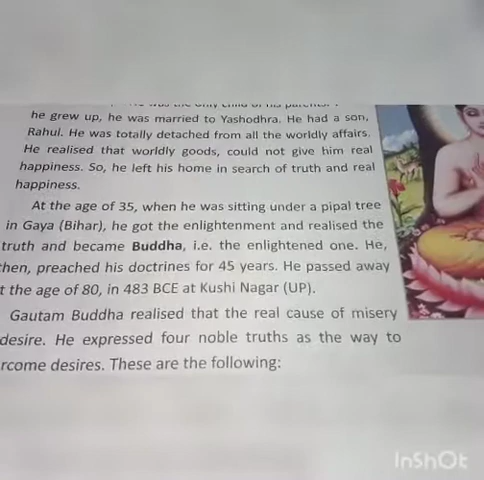 he grew up, he was married to Yashodhra. He had a son,
Rahul. He was totally detached from all the worldly affairs.
He realised that worldly goods, could not give him real
happiness. So, he left his home in search of truth and real
happiness.
At the age of 35, when he was sitting under a pipal tree
in Gaya (Bihar), he got the enlightenment and realised the
truth and became Buddha, i.e. the enlightened one. He,
then, preached his doctrines for 45 years. He passed away
t the age of 80, in 483 BCE at Kushi Nagar (UP).
Gautam Buddha realised that the real cause of misery
desire. He expressed four noble truths as the way to
rcome desires. These are the following:
InShOt